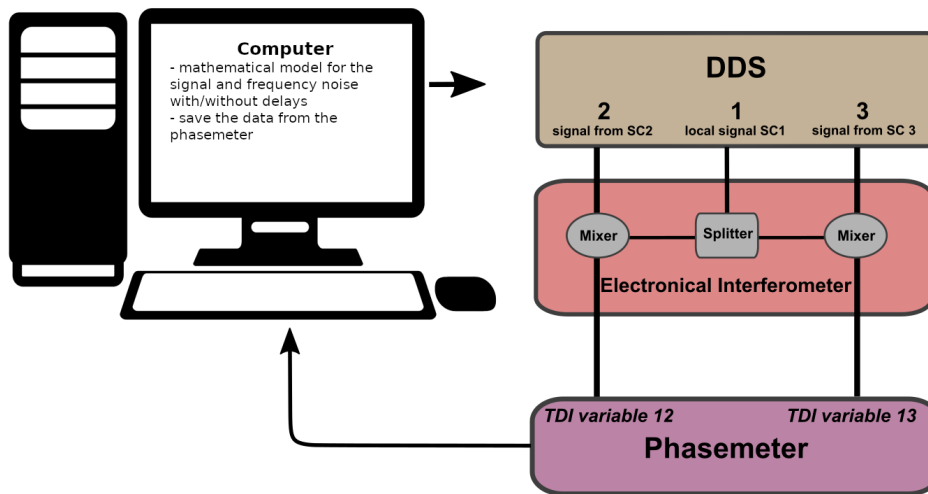 Computer
- mathematical model for the
signal and frequency noise
with/without delays
- save the data from the
phasemeter
DDS
2 1 3
signal from SC2 local signal SC1 signal from SC 3
Mixer Splitter Mixer
Electronical Interferometer
TDI variable 12 TDI variable 13
Phasemeter